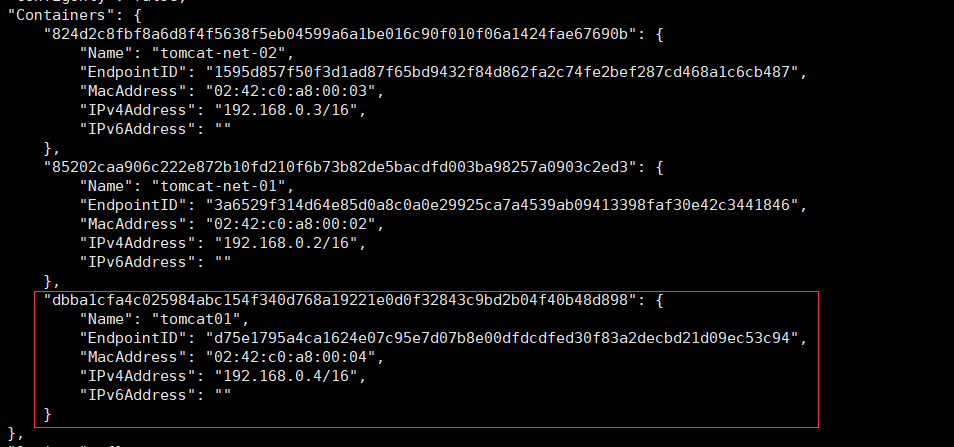 "Containers": {
"824d2c8fbf8a6d8f4f5638f5eb04599a6a1be016c90f010f06a1424fae67690b": {
"Name": "tomcat-net-02",
"EndpointID": "1595d857f50f3d1ad87f65bd9432f84d862fa2c74fe2bef287cd468a1c6cb487",
"MacAddress": "02:42:c0:a8:00:03",
"IPv4Address": "192.168.0.3/16",
"IPv6Address": ""
},
"85202caa906c222e872b10fd210f6b73b82de5bacdfd003ba98257a0903c2ed3": {
"Name": "tomcat-net-01",
"EndpointID": "3a6529f314d64e85d0a8c0a0e29925ca7a4539ab09413398faf30e42c3441846",
"MacAddress": "02:42:c0:a8:00:02",
"IPv4Address": "192.168.0.2/16",
"IPv6Address": ""
},
"dbba1cfa4c025984abc154f340d768a19221e0d0f32843c9bd2b04f40b48d898": {
"Name": "tomcat01",
"EndpointID": "d75e1795a4ca1624e07c95e7d07b8e00dfdcdfed30f83a2decbd21d09ec53c94",
"MacAddress": "02:42:c0:a8:00:04",
"IPv4Address": "192.168.0.4/16",
"IPv6Address": ""
}
},